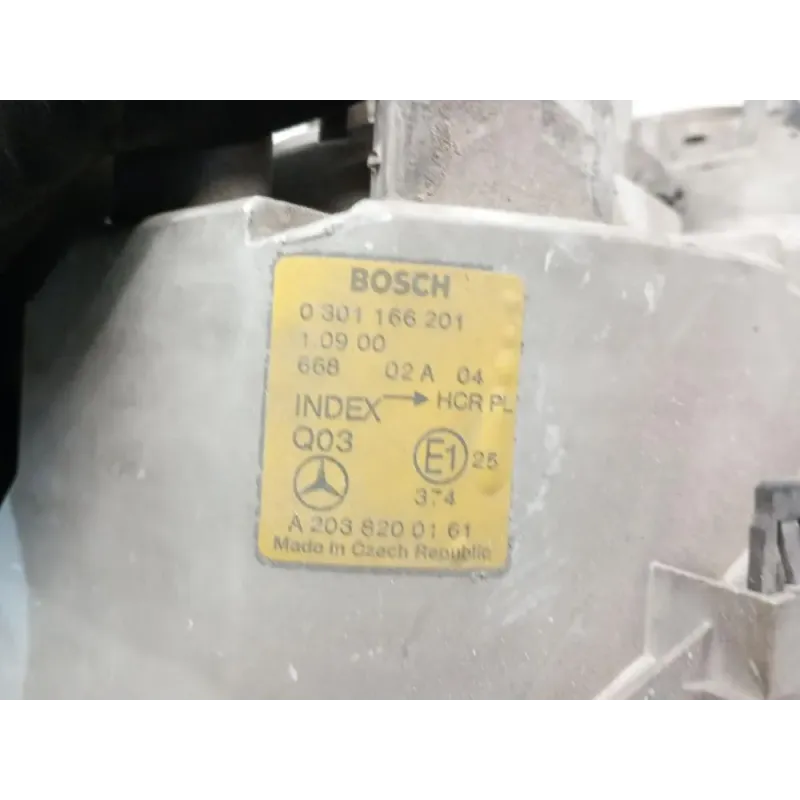 BOSCH
0 301 166 201
1.09 00
668 02 A 04
INDEX → HCR PL
Q03
E1 25
374
A 203 820 01 61
Made in Czech Republic